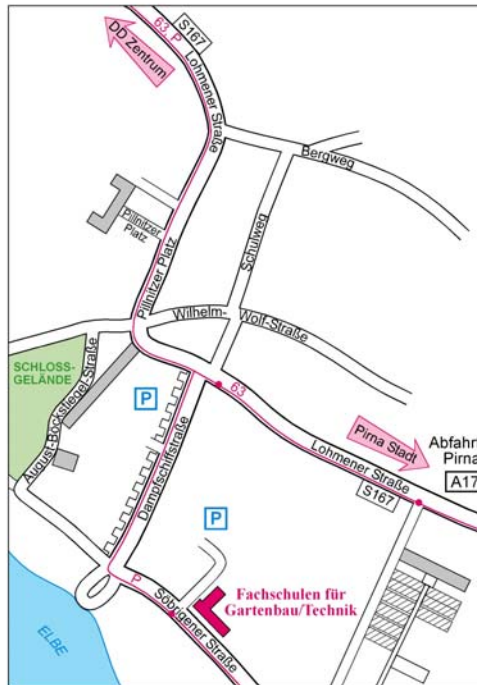 63, P
S167
DD Zentrum
Lohmener Straße
Bergweg
Pillnitzer
Platz
Schulweg
Pillnitzer Platz
Wilhelm-
Wolf-Straße
SCHLOSS-
GELÄNDE
August-Böckstiegel-Straße
P
63
Pirna Stadt
Abfahrt
Pirna
A17
Lohmener Straße
S167
Dampfschiffstraße
P
P
Söbrigener Straße
Fachschulen für
Gartenbau/Technik
ELBE